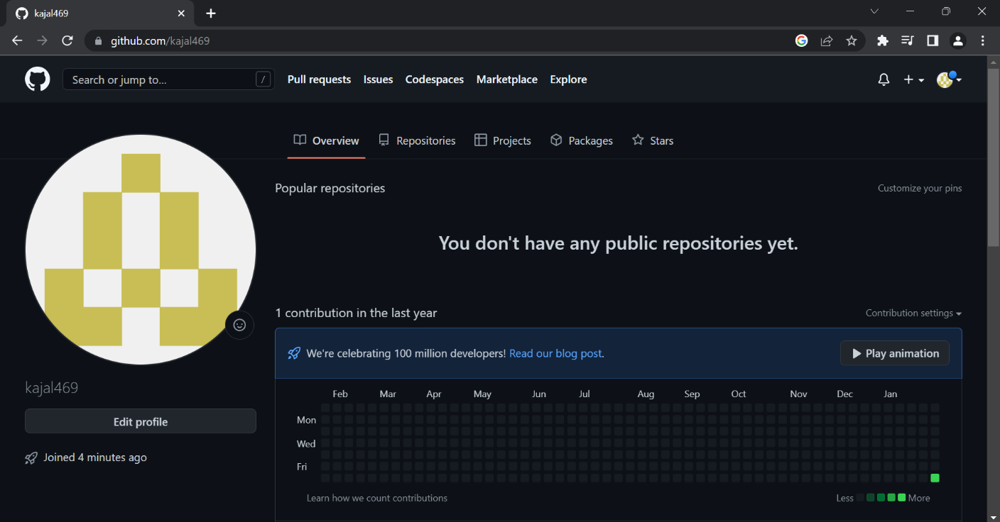 kajal469
github.com/kajal469
Search or jump to... /
Pull requests Issues Codespaces Marketplace Explore
Overview Repositories Projects Packages Stars
Popular repositories
Customize your pins
You don't have any public repositories yet.
1 contribution in the last year
Contribution settings
We're celebrating 100 million developers! Read our blog post.
Play animation
Feb Mar Apr May Jun Jul Aug Sep Oct Nov Dec Jan
Mon
Wed
Fri
Learn how we count contributions
Less More
kajal469
Edit profile
Joined 4 minutes ago